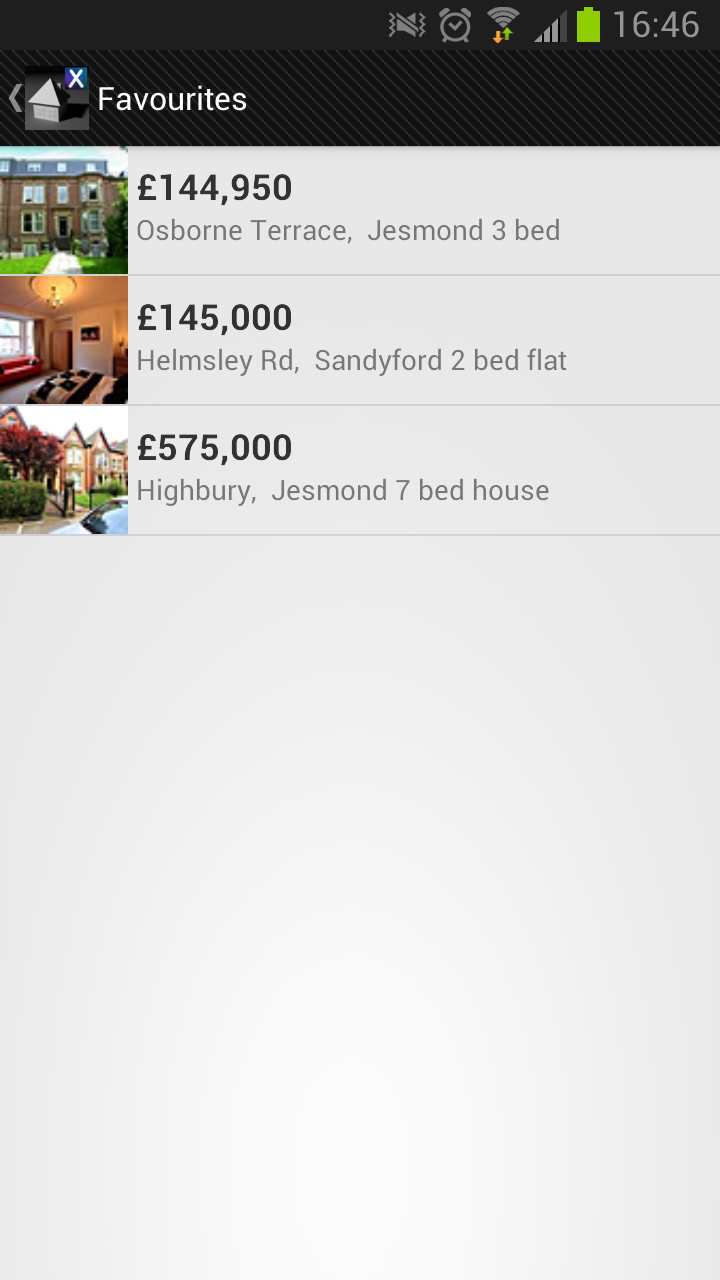 16:46
X
Favourites
£144,950
Osborne Terrace,  Jesmond 3 bed
£145,000
Helmsley Rd,  Sandyford 2 bed flat
£575,000
Highbury,  Jesmond 7 bed house